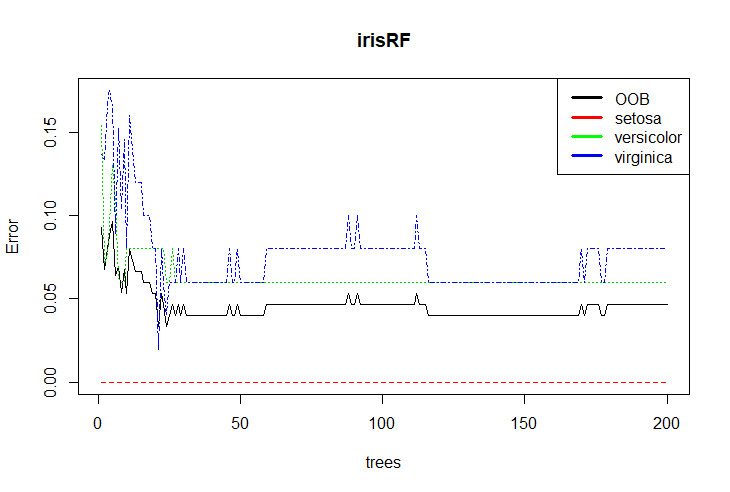 irisRF
OOB
setosa
versicolor
virginica
Error
0.15
0.10
0.05
0.00
0
50
100
150
200
trees